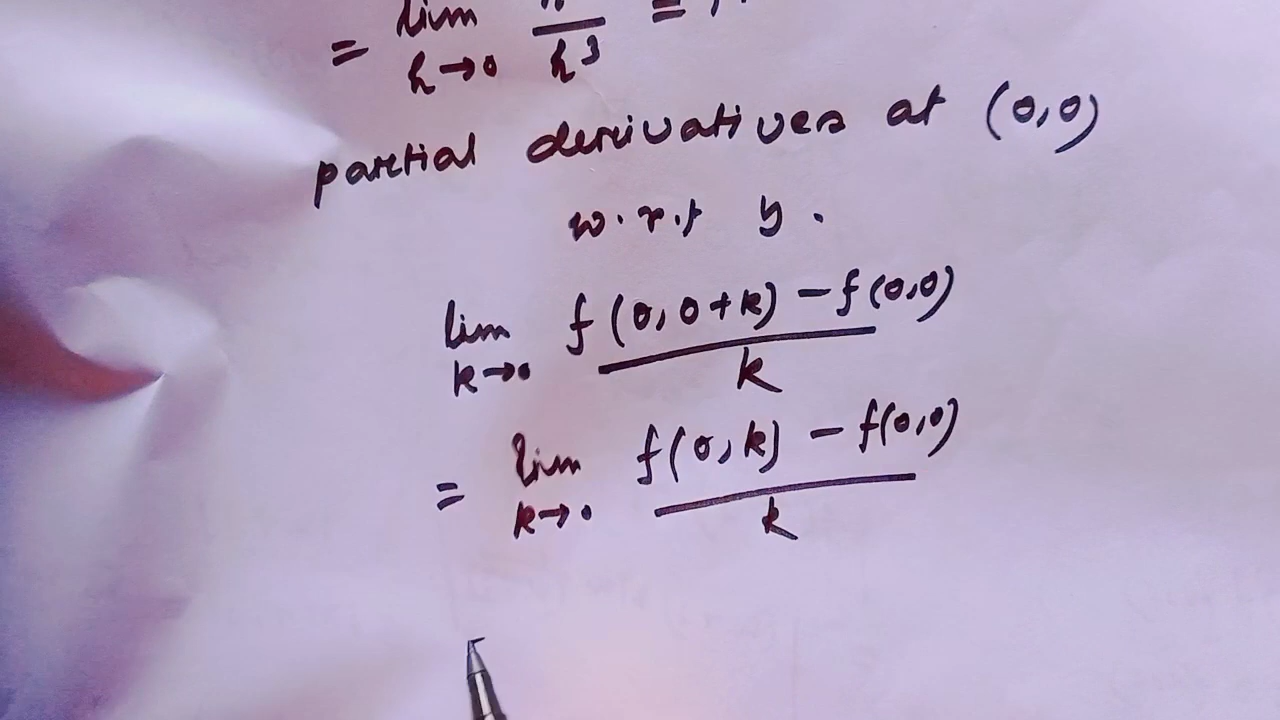 = lim
h→0 h³ =
partial derivatives at (0,0)
w.r.t y.
lim f(0,0+k) - f(0,0)
k→0 k
= lim f(0,k) - f(0,0)
k→0 k